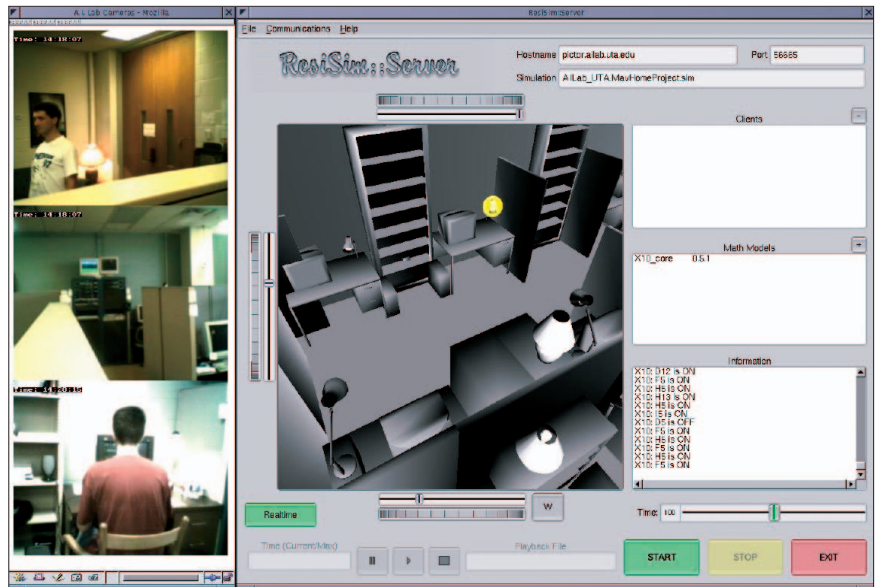 A.I. Lab Cameras - Mozilla
Time: 14:18:07
Time: 14:18:07
Time: 14:20:15
ResiSim::Server
File Communications Help
ResiSim::Server
Hostname pictor.ailab.uta.edu Port 56665
Simulation AILab_UTA.MavHomeProject.sim
Clients
Math Models
X10_core 0.5.1
Information
X10: D12 is ON
X10: F5 is ON
X10: H5 is ON
X10: H13 is ON
X10: H5 is ON
X10: I5 is ON
X10: D5 is OFF
X10: F5 is ON
X10: H5 is ON
X10: F5 is ON
X10: H5 is ON
X10: F5 is ON
Realtime
W
Time: 100
Time (Current/Max)
Playback File
START STOP EXIT